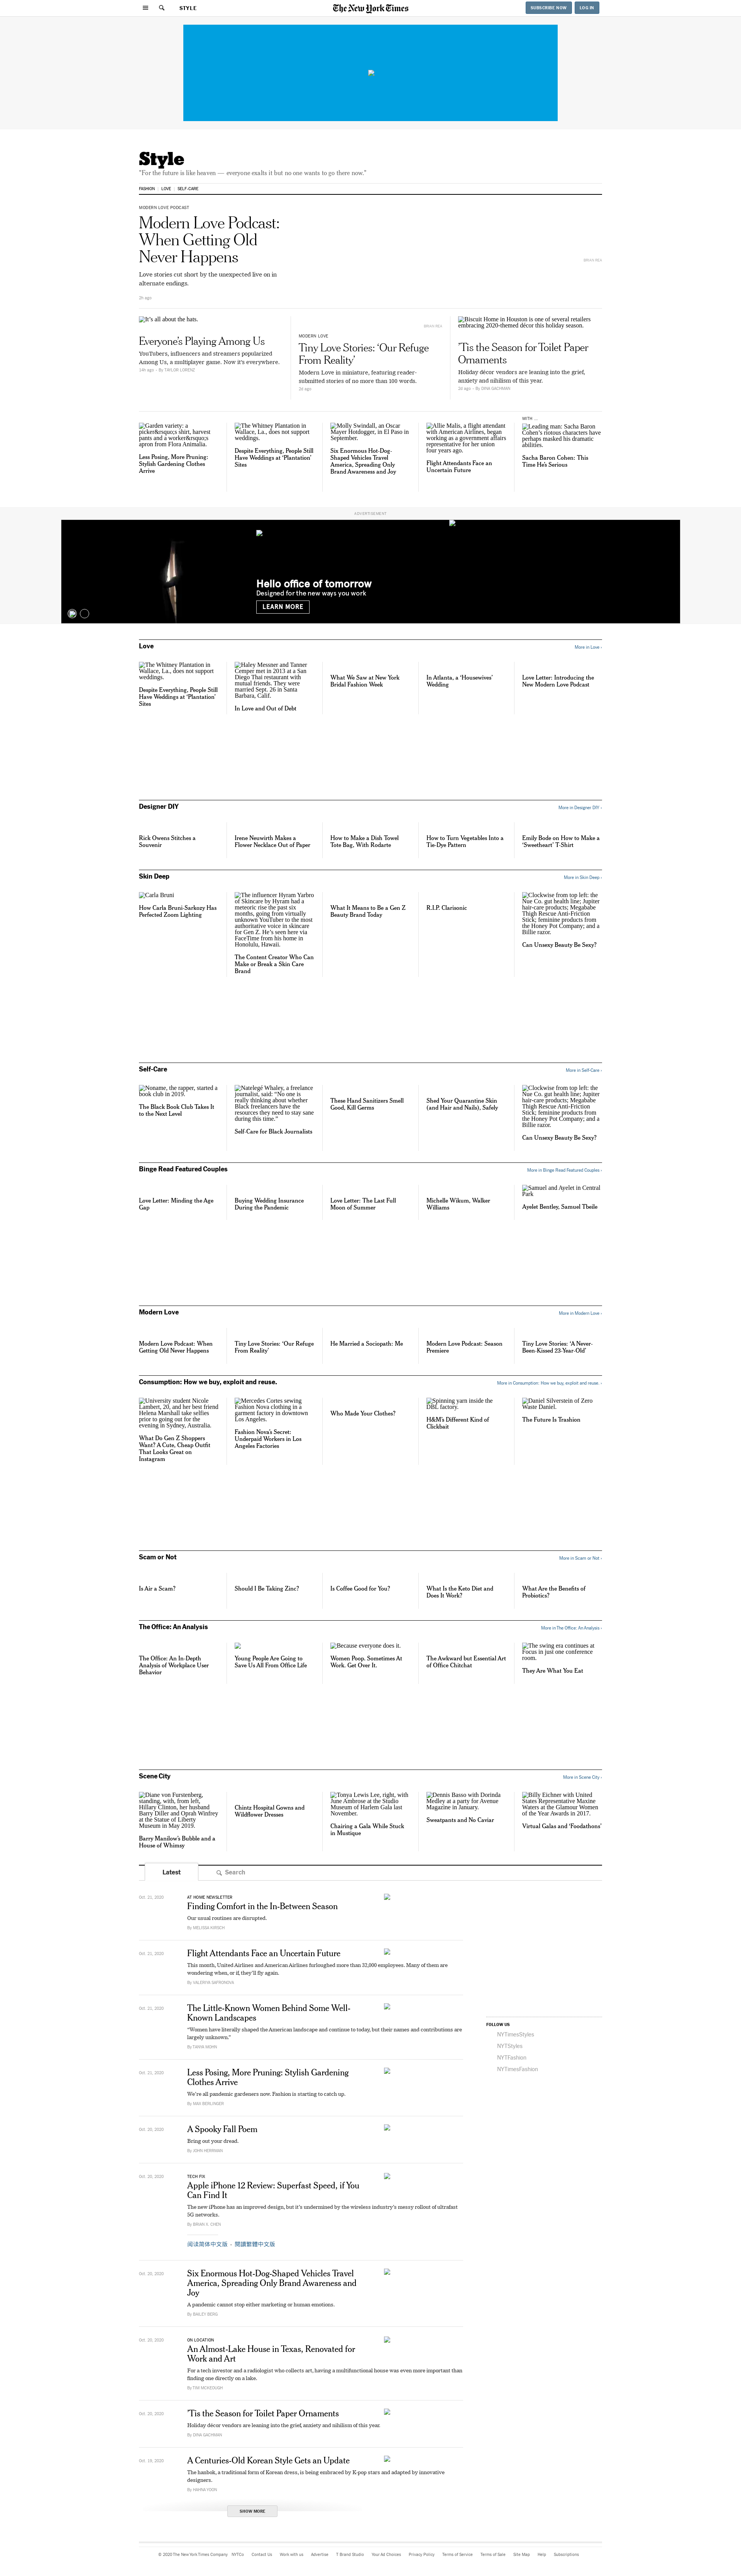 STYLE
The New York Times
SUBSCRIBE NOW
LOG IN
Style
"For the future is like heaven — everyone exalts it but no one wants to go there now."
FASHION
LOVE
SELF-CARE
MODERN LOVE PODCAST
Modern Love Podcast:
When Getting Old
Never Happens
Love stories cut short by the unexpected live on in
alternate endings.
2h ago
BRIAN REA
It's all about the hats.
Everyone's Playing Among Us
YouTubers, influencers and streamers popularized
Among Us, a multiplayer game. Now it's everywhere.
14h ago · By TAYLOR LORENZ
BRIAN REA
MODERN LOVE
Tiny Love Stories: 'Our Refugee
From Reality'
Modern Love in miniature, featuring reader-
submitted stories of no more than 100 words.
Biscuit Home in Houston is one of several retailers
embracing 2020-themed décor this holiday season.
'Tis the Season for Toilet Paper
Ornaments
Holiday décor vendors are leaning into the grief,
anxiety and nihilism of this year.
By DINA GACHMAN
Garden variety: a
picker&rsquo;s shirt, harvest
pants and a worker&rsquo;s
apron from Flora Animalia.
Less Posing, More Pruning:
Stylish Gardening Clothes
Arrive
The Whitney Plantation in
Wallace, La., does not support
weddings.
Despite Everything, People Still
Have Weddings at 'Plantation'
Sites
Molly Swindall, an Oscar
Mayer Hotdogger, in El Paso in
September.
Six Enormous Hot-Dog-
Shaped Vehicles Travel
America, Spreading Only
Brand Awareness and Joy
Allie Malis, a flight attendant
with American Airlines, began
working as a government affairs
representative for her union
four years ago.
Flight Attendants Face an
Uncertain Future
WITH ...
Leading man: Sacha Baron
Cohen's riotous characters have
perhaps masked his dramatic
abilities.
Sacha Baron Cohen: This
Time He's Serious
ADVERTISEMENT
Hello office of tomorrow
Designed for the new ways you work
LEARN MORE
Love
More in Love ›
The Whitney Plantation in
Wallace, La., does not support
weddings.
Despite Everything, People Still
Have Weddings at 'Plantation'
Sites
Haley Messner and Tanner
Cemper met in 2013 at a San
Diego Thai restaurant with
mutual friends. They were
married Sept. 26 in Santa
Barbara, Calif.
In Love and Out of Debt
What We Saw at New York
Bridal Fashion Week
In Atlanta, a 'Housewives'
Wedding
Love Letter: Introducing the
New Modern Love Podcast
Designer DIY
More in Designer DIY ›
Rick Owens Stitches a
Souvenir
Irene Neuwirth Makes a
Flower Necklace Out of Paper
How to Make a Dish Towel
Tote Bag, With Rodarte
How to Turn Vegetables Into a
Tie-Dye Pattern
Emily Bode on How to Make a
'Sweetheart' T-Shirt
Skin Deep
More in Skin Deep ›
Carla Bruni
How Carla Bruni-Sarkozy Has
Perfected Zoom Lighting
The influencer Hyram Yarbro
of Skincare by Hyram had a
meteoric rise the past six
months, going from virtually
unknown YouTuber to the most
authoritative voice in skincare
for Gen Z. He's seen here via
FaceTime from his home in
Honolulu, Hawaii.
The Content Creator Who Can
Make or Break a Skin Care
Brand
What It Means to Be a Gen Z
Beauty Brand Today
R.I.P. Clarisonic
Clockwise from top left: the
Nue Co. gut health line; Jupiter
hair-care products; Megababe
Thigh Rescue Anti-Friction
Stick; feminine products from
the Honey Pot Company; and a
Billie razor.
Can Unsexy Beauty Be Sexy?
Self-Care
More in Self-Care ›
Noname, the rapper, started a
book club in 2019.
The Black Book Club Takes It
to the Next Level
Natelegé Whaley, a freelance
journalist, said: "No one is
really thinking about whether
Black freelancers have the
resources they need to stay sane
during this time."
Self-Care for Black Journalists
These Hand Sanitizers Smell
Good, Kill Germs
Shed Your Quarantine Skin
(and Hair and Nails), Safely
Clockwise from top left: the
Nue Co. gut health line; Jupiter
hair-care products; Megababe
Thigh Rescue Anti-Friction
Stick; feminine products from
the Honey Pot Company; and a
Billie razor.
Can Unsexy Beauty Be Sexy?
Binge Read Featured Couples
More in Binge Read Featured Couples ›
Love Letter: Minding the Age
Gap
Buying Wedding Insurance
During the Pandemic
Love Letter: The Last Full
Moon of Summer
Michelle Wikum, Walker
Williams
Samuel and Ayelet in Central
Park
Ayelet Bentley, Samuel Tbeile
Modern Love
More in Modern Love ›
Modern Love Podcast: When
Getting Old Never Happens
Tiny Love Stories: 'Our Refuge
From Reality'
He Married a Sociopath: Me
Modern Love Podcast: Season
Premiere
Tiny Love Stories: 'A Never-
Been-Kissed 23-Year-Old'
Consumption: How we buy, exploit and reuse.
More in Consumption: How we buy, exploit and reuse. ›
University student Nicole
Lambert, 20, and her best friend
Helena Marshall take selfies
prior to going out for the
evening in Sydney, Australia.
What Do Gen Z Shoppers
Want? A Cute, Cheap Outfit
That Looks Great on
Instagram
Mercedes Cortes sewing
Fashion Nova clothing in a
garment factory in downtown
Los Angeles.
Fashion Nova's Secret:
Underpaid Workers in Los
Angeles Factories
Who Made Your Clothes?
Spinning yarn inside the
DBL factory.
H&M's Different Kind of
Clickbait
Daniel Silverstein of Zero
Waste Daniel.
The Future Is Trashion
Scam or Not
More in Scam or Not ›
Is Air a Scam?
Should I Be Taking Zinc?
Is Coffee Good for You?
What Is the Keto Diet and
Does It Work?
What Are the Benefits of
Probiotics?
The Office: An Analysis
More in The Office: An Analysis ›
The Office: An In-Depth
Analysis of Workplace User
Behavior
Young People Are Going to
Save Us All From Office Life
Because everyone does it.
Women Poop. Sometimes At
Work. Get Over It.
The Awkward but Essential Art
of Office Chitchat
The swing era continues at
Focus in just one conference
room.
They Are What You Eat
Scene City
More in Scene City ›
Diane von Furstenberg,
standing, with, from left,
Hillary Clinton, her husband
Barry Diller and Oprah Winfrey
at the Statue of Liberty
Museum in May 2019.
Barry Manilow's Bubble and a
House of Whimsy
Chintz Hospital Gowns and
Wildflower Dresses
Tonya Lewis Lee, right, with
June Ambrose at the Studio
Museum of Harlem Gala last
November.
Chairing a Gala While Stuck
in Mustique
Dennis Basso with Dorinda
Medley at a party for Avenue
Magazine in January.
Sweatpants and No Caviar
Billy Eichner with United
States Representative Maxine
Waters at the Glamour Women
of the Year Awards in 2017.
Virtual Galas and 'Feedathons'
Latest
Search
Oct. 21, 2020
AT HOME NEWSLETTER
Finding Comfort in the In-Between Season
Our usual routines are disrupted.
By MELISSA KIRSCH
Oct. 21, 2020
Flight Attendants Face an Uncertain Future
This month, United Airlines and American Airlines furloughed more than 32,000 employees. Many of them are
wondering when, or if, they'll fly again.
By VALERIYA SAFRONOVA
Oct. 21, 2020
The Little-Known Women Behind Some Well-
Known Landscapes
"Women have literally shaped the American landscape and continue to today, but their names and contributions are
largely unknown."
Oct. 21, 2020
Less Posing, More Pruning: Stylish Gardening
Clothes Arrive
We're all pandemic gardeners now. Fashion is starting to catch up.
By MAX BERLINGER
Oct. 20, 2020
A Spooky Fall Poem
Bring out your dread.
By JOHN HERRMAN
Oct. 20, 2020
TECH FIX
Apple iPhone 12 Review: Superfast Speed, if You
Can Find It
The new iPhone has an improved design, but it's undermined by the wireless industry's messy rollout of ultrafast
5G networks.
By BRIAN X. CHEN
阅读简体中文版 · 閱讀繁體中文版
Oct. 20, 2020
Six Enormous Hot-Dog-Shaped Vehicles Travel
America, Spreading Only Brand Awareness and
Joy
A pandemic cannot stop either marketing or human emotions.
By BAILEY BERG
Oct. 20, 2020
ON LOCATION
An Almost-Lake House in Texas, Renovated for
Work and Art
For a tech investor and a radiologist who collects art, having a multifunctional house was even more important than
finding one directly on a lake.
By TIM McKEOUGH
Oct. 20, 2020
'Tis the Season for Toilet Paper Ornaments
Holiday décor vendors are leaning into the grief, anxiety and nihilism of this year.
By DINA GACHMAN
Oct. 19, 2020
A Centuries-Old Korean Style Gets an Update
The hanbok, a traditional form of Korean dress, is being embraced by K-pop stars and adapted by innovative
designers.
By HAHNA YOON
SHOW MORE
FOLLOW US
NYTimesStyles
NYTStyles
NYTFashion
NYTimesFashion
© 2020 The New York Times Company
NYTCo
Contact Us
Work with us
Advertise
T Brand Studio
Your Ad Choices
Privacy Policy
Terms of Service
Terms of Sale
Site Map
Help
Subscriptions